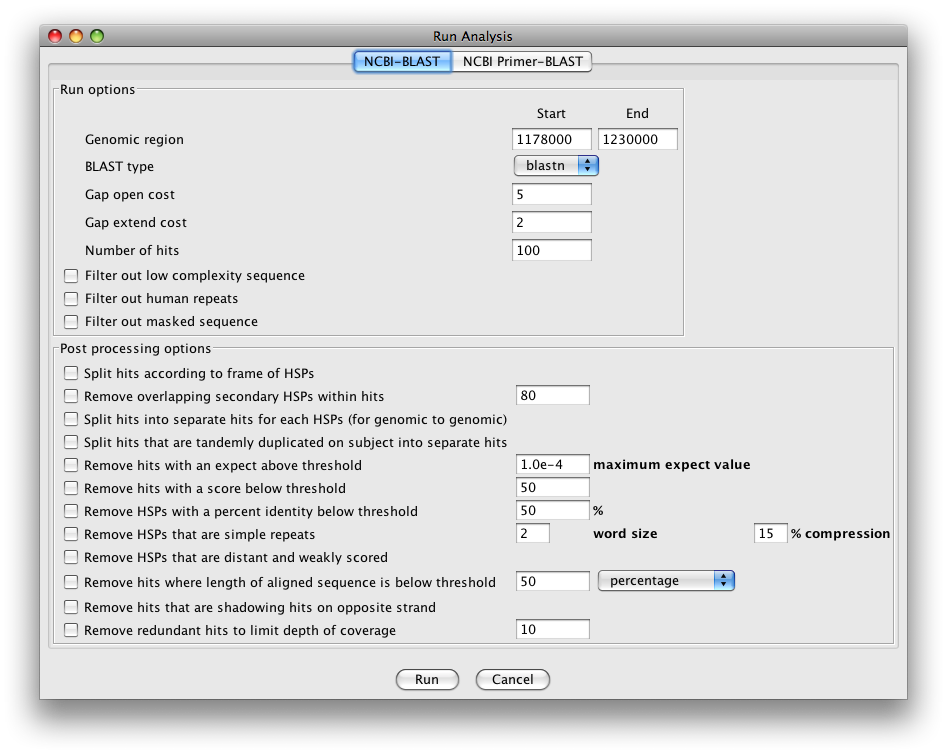 Run Analysis
NCBI-BLAST NCBI Primer-BLAST
Run options
Start End
Genomic region 1178000 1230000
BLAST type blastn
Gap open cost 5
Gap extend cost 2
Number of hits 100
Filter out low complexity sequence
Filter out human repeats
Filter out masked sequence
Post processing options
Split hits according to frame of HSPs
Remove overlapping secondary HSPs within hits 80
Split hits into separate hits for each HSPs (for genomic to genomic)
Split hits that are tandemly duplicated on subject into separate hits
Remove hits with an expect above threshold 1.0e-4 maximum expect value
Remove hits with a score below threshold 50
Remove HSPs with a percent identity below threshold 50 %
Remove HSPs that are simple repeats 2 word size 15 % compression
Remove HSPs that are distant and weakly scored
Remove hits where length of aligned sequence is below threshold 50 percentage
Remove hits that are shadowing hits on opposite strand
Remove redundant hits to limit depth of coverage 10
Run Cancel